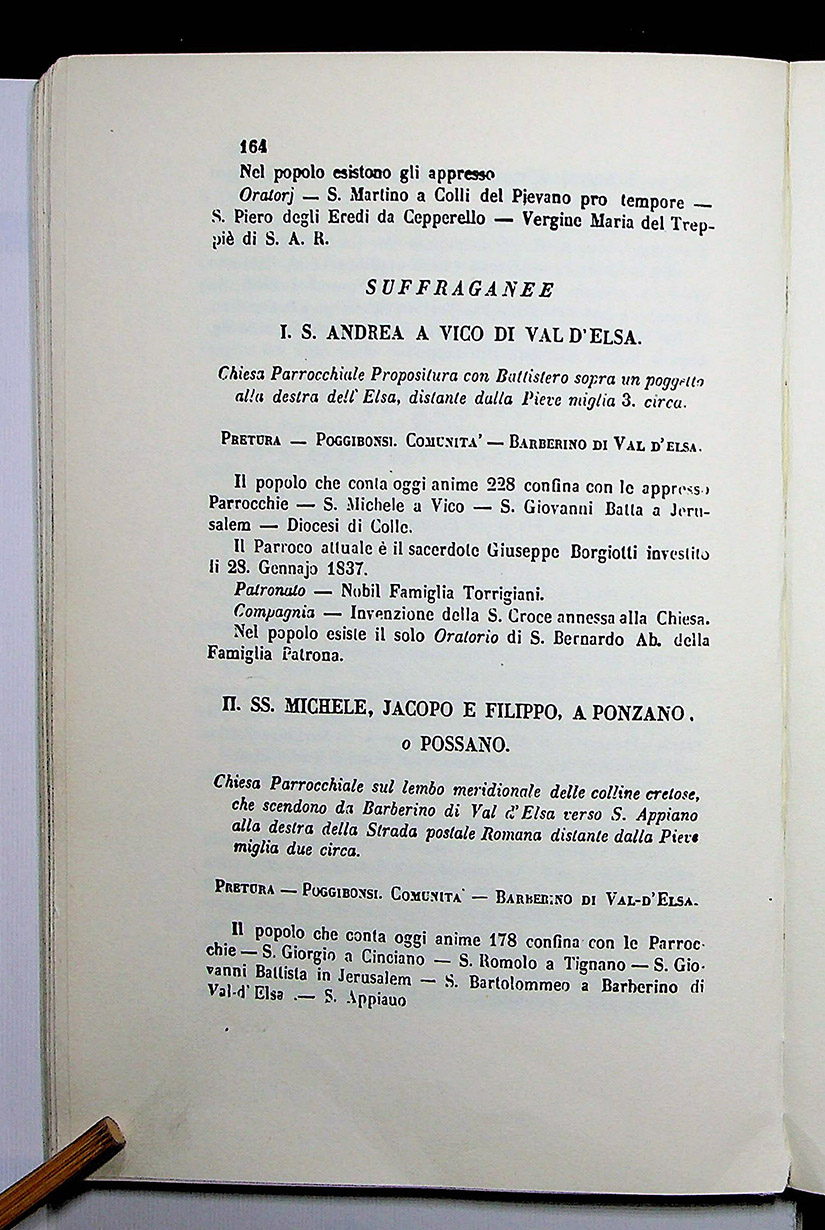 164
Nel popolo esistono gli appresso
Oratorj — S. Martino a Colli del Pievano pro tempore —
S. Piero degli Eredi da Cepperello — Vergine Maria del Trep-
piè di S. A. R.
SUFFRAGANEE
I. S. ANDREA A VICO DI VAL D'ELSA.
Chiesa Parrocchiale Propositura con Battistero sopra un poggetto
alla destra dell' Elsa, distante dalla Pieve miglia 3. circa.
PRETURA — POGGIBONSI. COMUNITA' — BARBERINO DI VAL D'ELSA.
Il popolo che conta oggi anime 228 confina con le appresso
Parrocchie — S. Michele a Vico — S. Giovanni Batta a Jeru-
salem — Diocesi di Colle.
Il Parroco attuale è il sacerdote Giuseppe Borgiotti investito
li 28. Gennajo 1837.
Patronato — Nobil Famiglia Torrigiani.
Compagnia — Invenzione della S. Croce annessa alla Chiesa.
Nel popolo esiste il solo Oratorio di S. Bernardo Ab. della
Famiglia Patrona.
II. SS. MICHELE, JACOPO E FILIPPO, A PONZANO.
o POSSANO.
Chiesa Parrocchiale sul lembo meridionale delle colline cretose,
che scendono da Barberino di Val d'Elsa verso S. Appiano
alla destra della Strada postale Romana distante dalla Pieve
miglia due circa.
PRETURA — POGGIBONSI. COMUNITA' — BARBERINO DI VAL-D'ELSA.
Il popolo che conta oggi anime 178 confina con le Parroc-
chie — S. Giorgio a Cinciano — S. Romolo a Tignano — S. Gio-
vanni Battista in Jerusalem — S. Bartolommeo a Barberino di
Val-d'Elsa .— S. Appiano